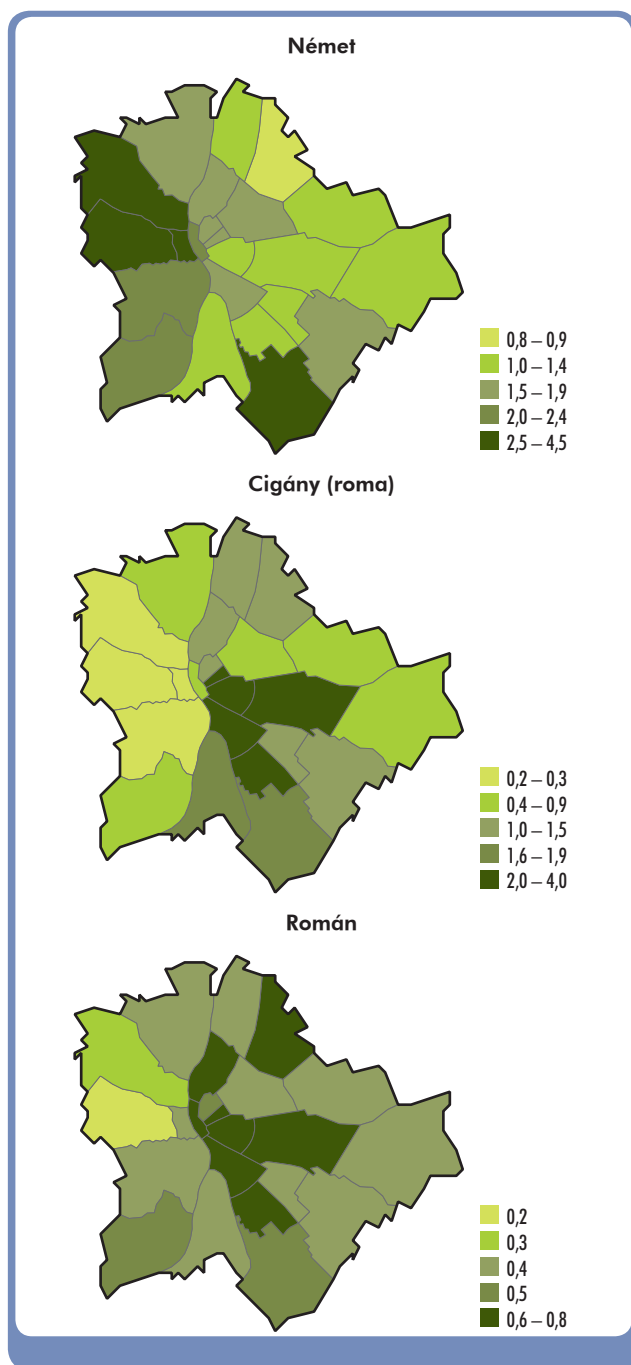 Német
0,8 – 0,9
1,0 – 1,4
1,5 – 1,9
2,0 – 2,4
2,5 – 4,5
Cigány (roma)
0,2 – 0,3
0,4 – 0,9
1,0 – 1,5
1,6 – 1,9
2,0 – 4,0
Román
0,2
0,3
0,4
0,5
0,6 – 0,8